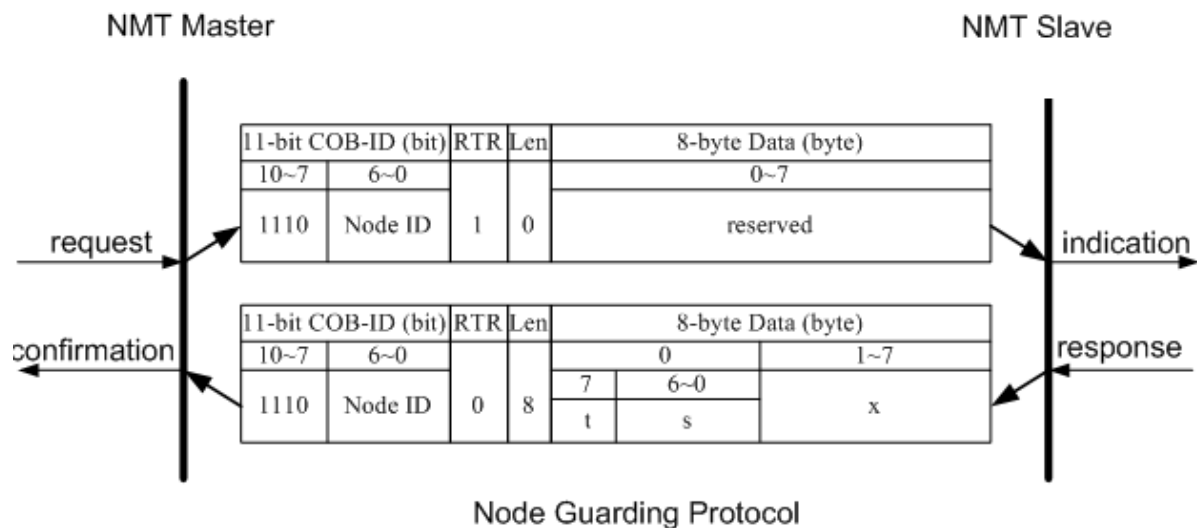 NMT Master
NMT Slave
11-bit COB-ID (bit) RTR Len 8-byte Data (byte)
10~7 6~0 0~7
1110 Node ID 1 0 reserved
request
indication
11-bit COB-ID (bit) RTR Len 8-byte Data (byte)
confirmation
response
10~7 6~0 0 1~7
7 6~0
1110 Node ID 0 8 x
t s
Node Guarding Protocol